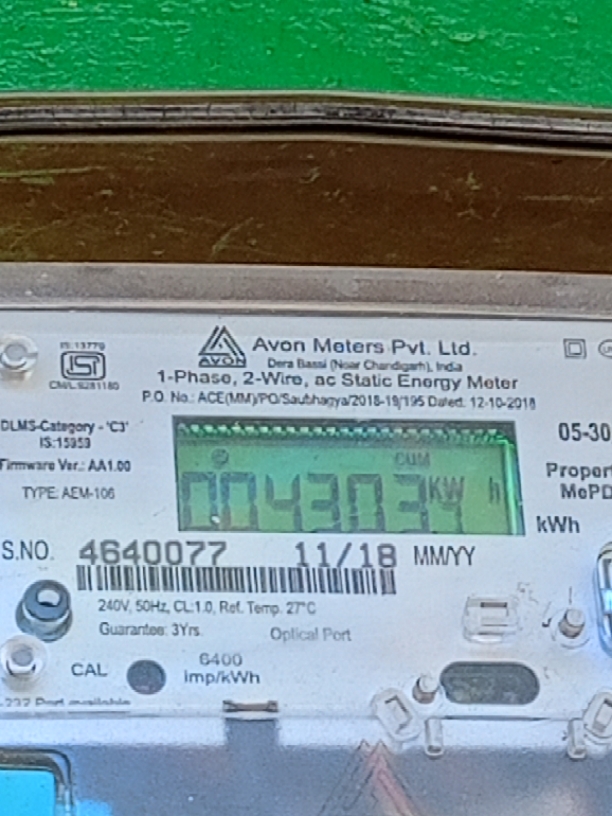 Avon Meters Pvt. Ltd.
AVON
Dera Bassi (Near Chandigarh), India
1-Phase, 2-Wire, ac Static Energy Meter
P.O. No.: ACE(MM)/PO/Saubhagya/2018-19/195 Dated: 12-10-2018
IS:13779
ISI
CM/L:9281180
DLMS-Category - 'C3'
IS:15959
Firmware Ver.: AA1.00
TYPE: AEM-106
CUM
KW h
05-30
Propert
MePD
kWh
S.NO. 4640077 11/18 MM/YY
240V, 50Hz, CL:1.0, Ref. Temp. 27°C
Guarantee: 3Yrs.
Optical Port
CAL
6400
imp/kWh
232 Port available